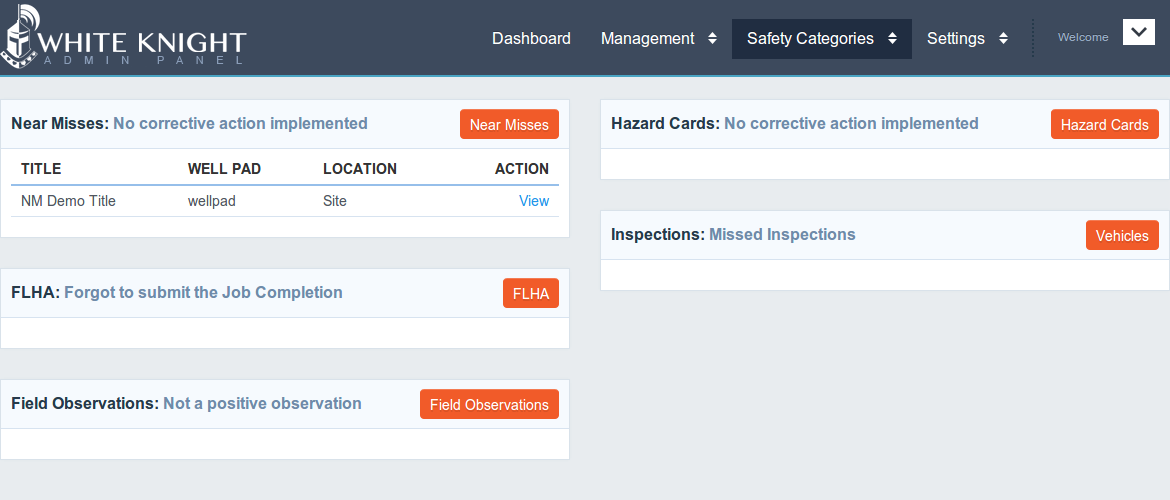 WHITE KNIGHT
ADMIN PANEL
Dashboard Management Safety Categories Settings Welcome
Near Misses: No corrective action implemented Near Misses
TITLE WELL PAD LOCATION ACTION
NM Demo Title wellpad Site View
FLHA: Forgot to submit the Job Completion FLHA
Field Observations: Not a positive observation Field Observations
Hazard Cards: No corrective action implemented Hazard Cards
Inspections: Missed Inspections Vehicles